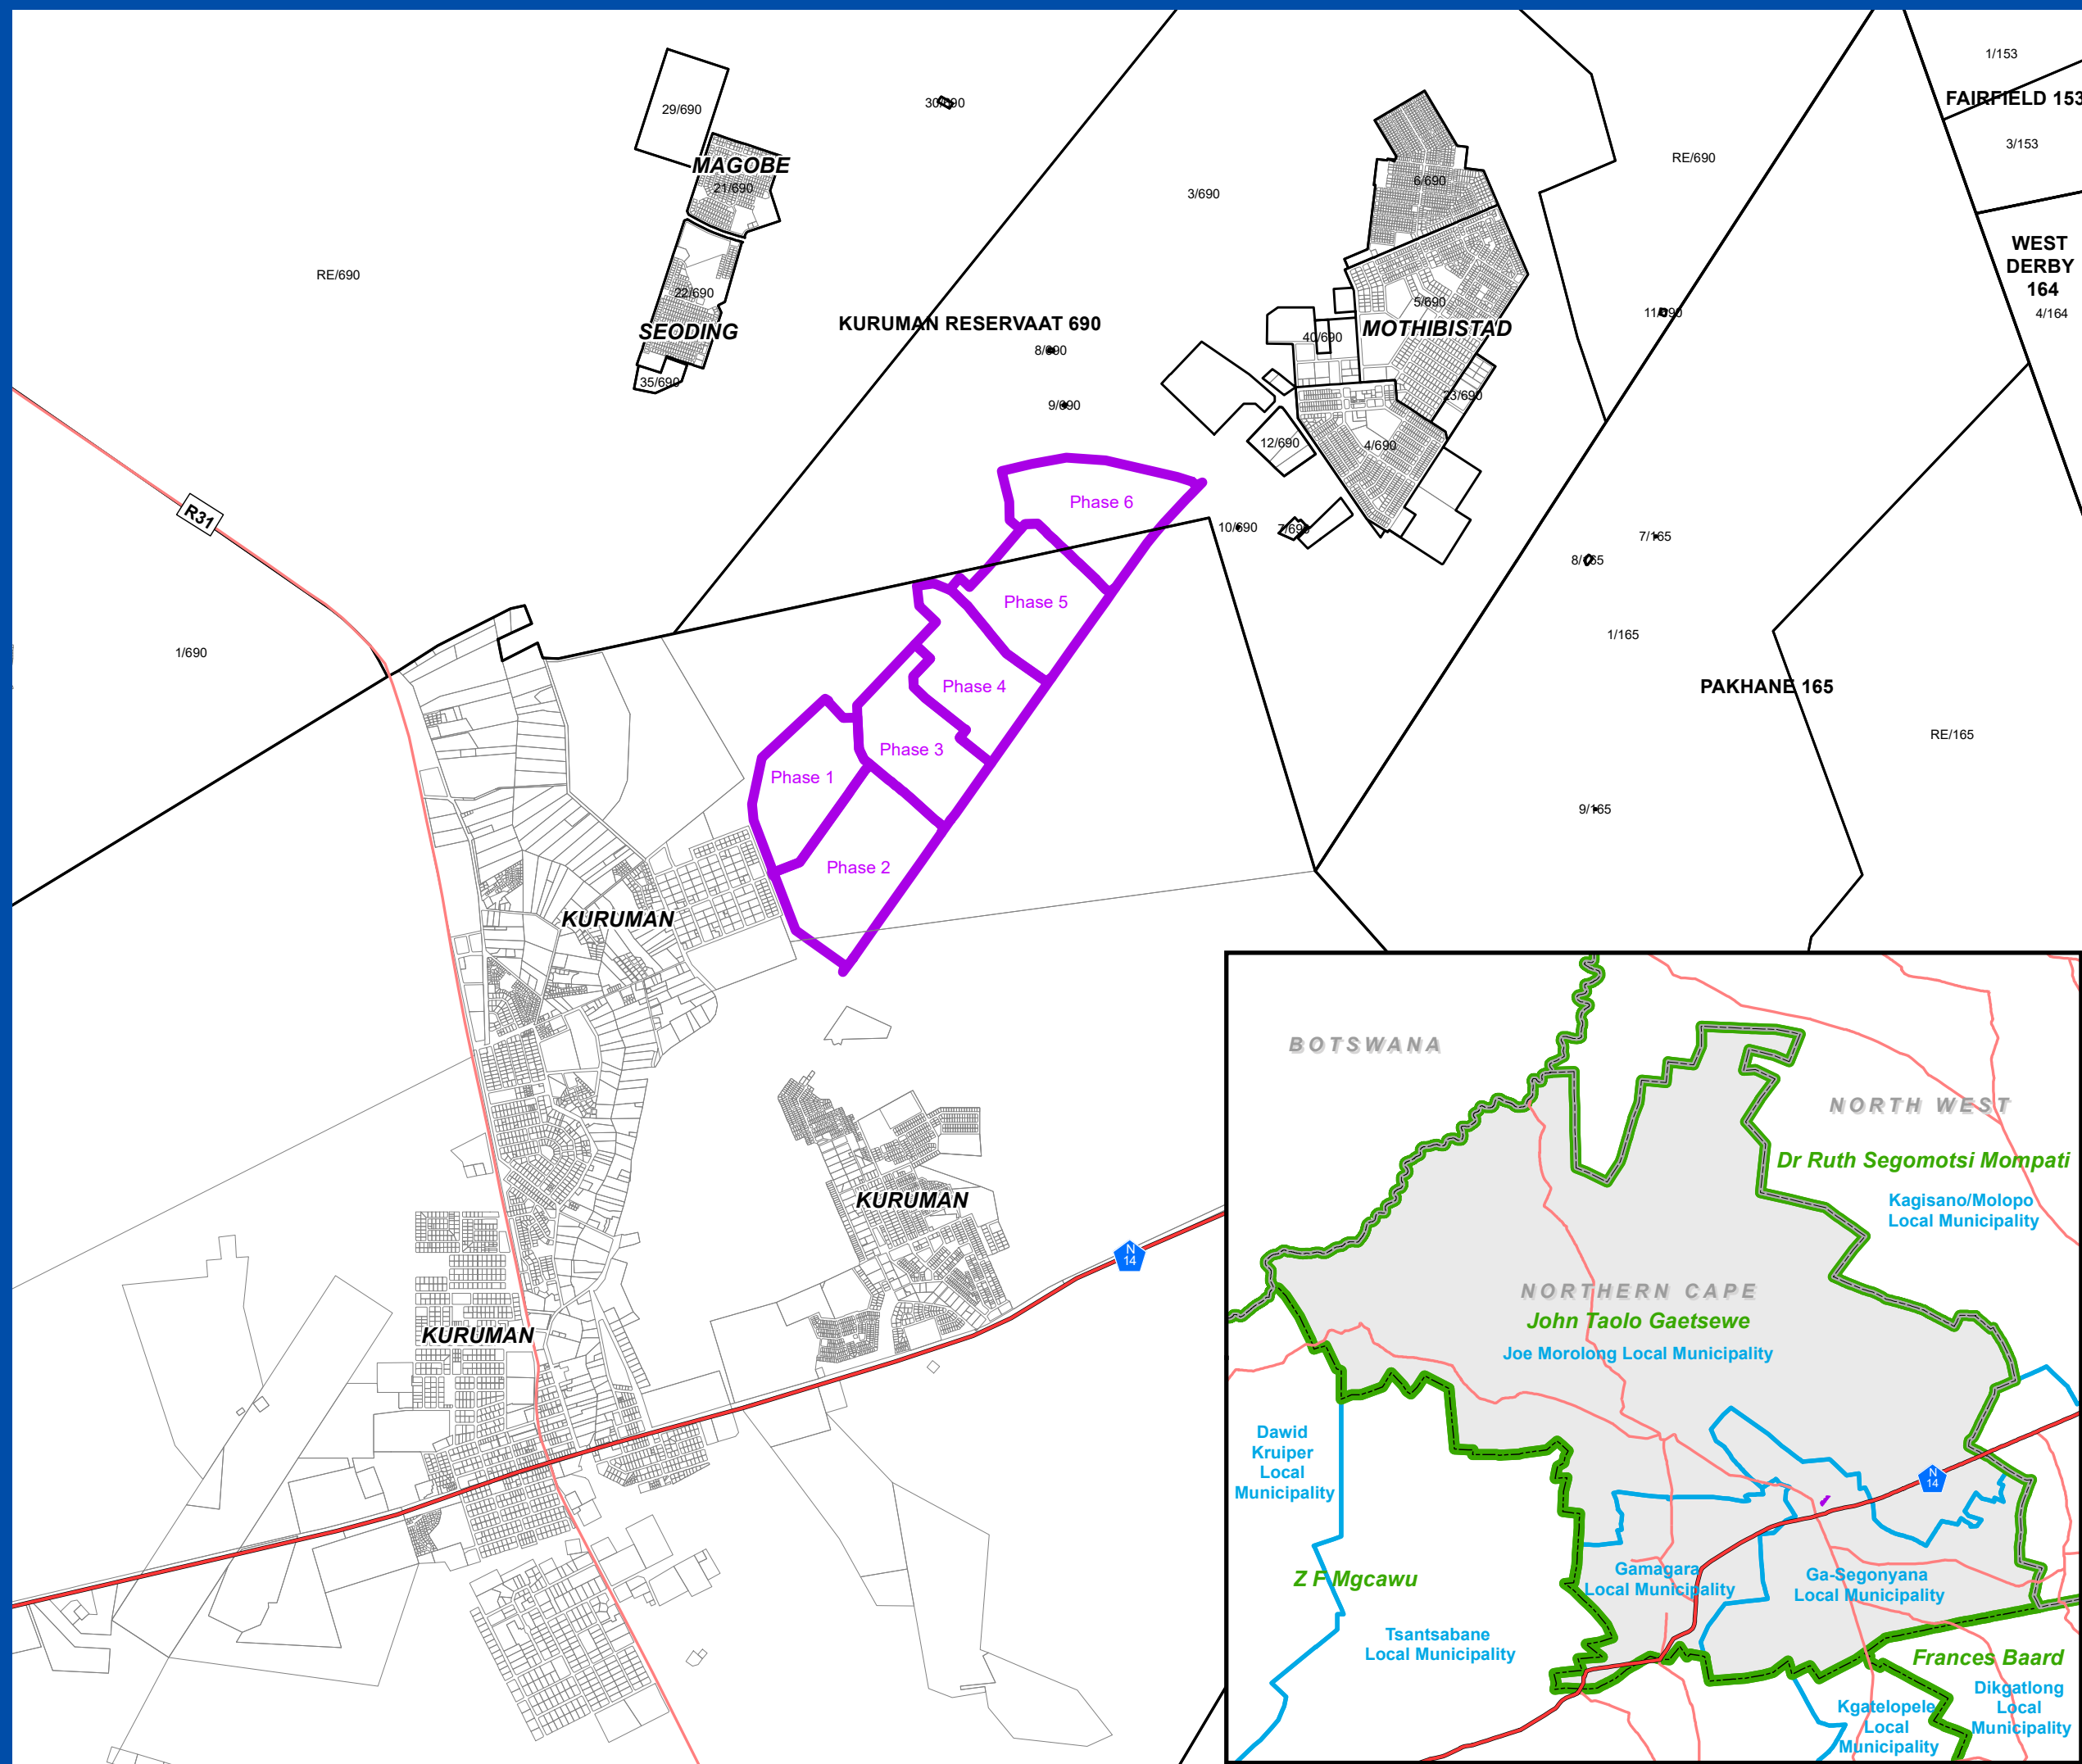 1/153
FAIRFIELD 153
29/690
30/690
3/153
MAGOBE
21/690
3/690
6/690
RE/690
WEST
DERBY
164
4/164
RE/690
22/690
SEODING
35/690
KURUMAN RESERVAAT 690
8/690
9/690
5/690
MOTHIBISTAD
40/690
11/690
23/690
12/690
4/690
R31
Phase 6
10/690
7/690
7/165
8/165
Phase 5
1/690
1/165
Phase 4
PAKHANE 165
Phase 3
RE/165
Phase 1
9/165
Phase 2
KURUMAN
KURUMAN
N
14
KURUMAN
BOTSWANA
NORTH WEST
Dr Ruth Segomotsi Mompati
Kagisano/Molopo
Local Municipality
NORTHERN CAPE
John Taolo Gaetsewe
Joe Morolong Local Municipality
Dawid
Kruiper
Local
Municipality
N
14
Z F Mgcawu
Gamagara
Local Municipality
Ga-Segonyana
Local Municipality
Tsantsabane
Local Municipality
Frances Baard
Dikgatlong
Local
Municipality
Kgatelopele
Local
Municipality